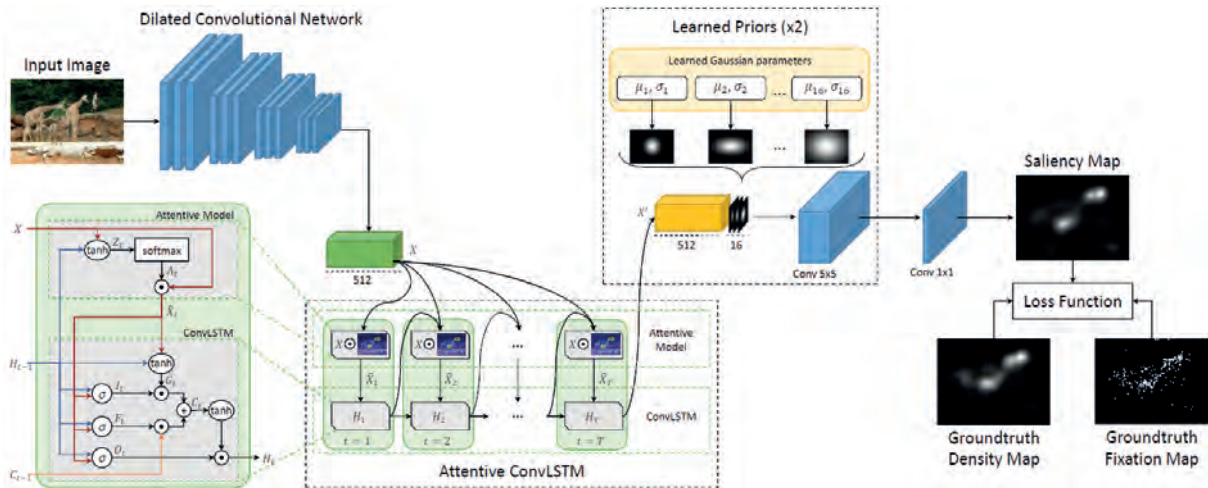 Dilated Convolutional Network
Input Image
Learned Priors (x2)
Learned Gaussian parameters
μ1, σ1
μ2, σ2
...
μ16, σ16
...
X'
512
16
Conv 5x5
Conv 1x1
Saliency Map
Loss Function
Groundtruth
Density Map
Groundtruth
Fixation Map
X
512
Attentive Model
X
tanh
Zt
softmax
At
X̃t
ConvLSTM
Ht−1
tanh
Gt
σ
It
Ct
tanh
σ
Ft
σ
Ot
Ht
Ct−1
X
X
...
X
Attentive
Model
X̃1
X̃2
X̃T
H1
H2
...
HT
ConvLSTM
t = 1
t = 2
t = T
Attentive ConvLSTM